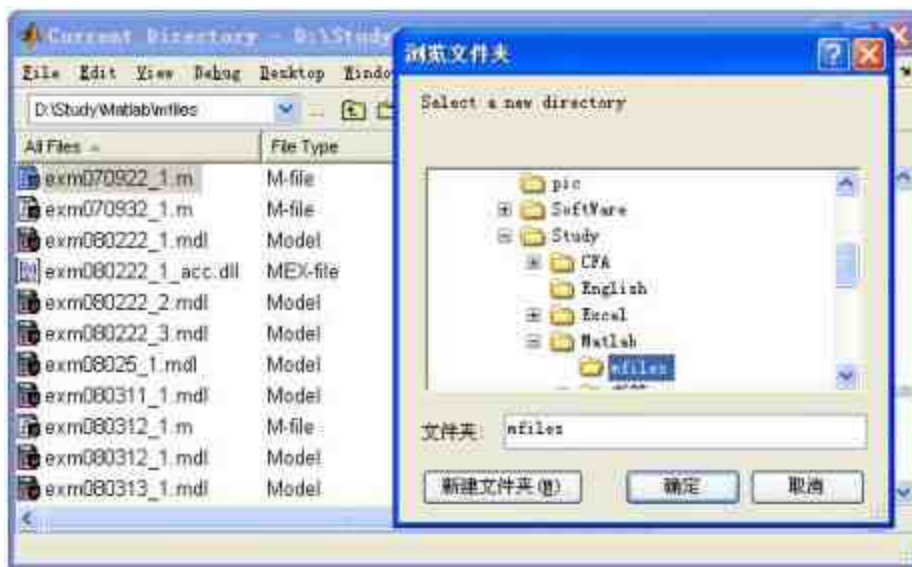 Current Directory - D:\Study
File Edit View Debug Desktop Windo
D:\Study\Matlab\mfiles
...
All Files
File Type
exm070922_1.m M-file
exm070932_1.m M-file
exm080222_1.mdl Model
exm080222_1_acc.dll MEX-file
exm080222_2.mdl Model
exm080222_3.mdl Model
exm08025_1.mdl Model
exm080311_1.mdl Model
exm080312_1.m M-file
exm080312_1.mdl Model
exm080313_1.mdl Model
浏览文件夹
Select a new directory
pic
SoftWare
Study
CFA
English
Excel
Matlab
mfiles
文件夹: mfiles
新建文件夹(M)
确定
取消